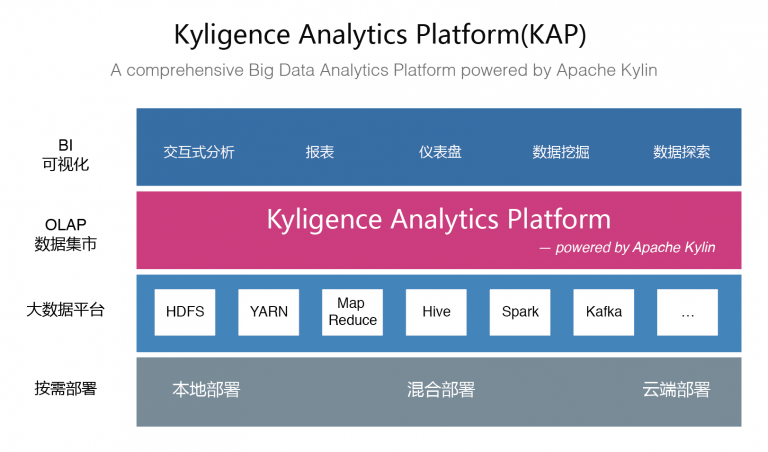 Kyligence Analytics Platform(KAP)
A comprehensive Big Data Analytics Platform powered by Apache Kylin
BI
可视化
交互式分析 报表 仪表盘 数据挖掘 数据探索
OLAP
数据集市
Kyligence Analytics Platform
— powered by Apache Kylin
大数据平台
HDFS YARN Map
Reduce Hive Spark Kafka ...
按需部署
本地部署 混合部署 云端部署